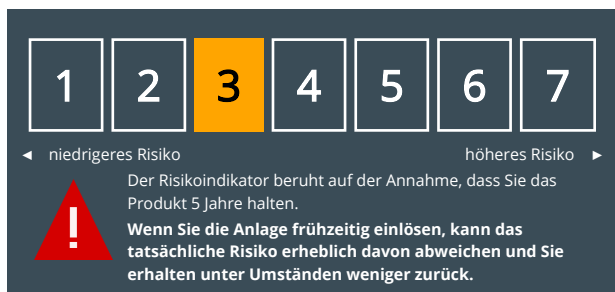 1 2 3 4 5 6 7
◄ niedrigeres Risiko höheres Risiko ►
Der Risikoindikator beruht auf der Annahme, dass Sie das
Produkt 5 Jahre halten.
Wenn Sie die Anlage frühzeitig einlösen, kann das
tatsächliche Risiko erheblich davon abweichen und Sie
erhalten unter Umständen weniger zurück.
!